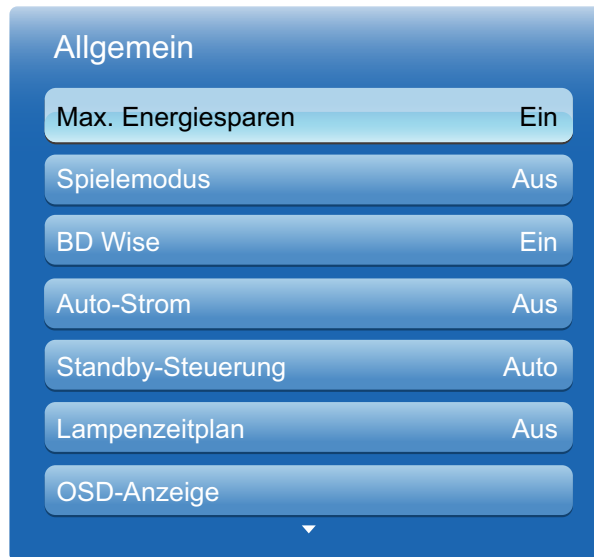 Allgemein
Max. Energiesparen Ein
Spielemodus Aus
BD Wise Ein
Auto-Strom Aus
Standby-Steuerung Auto
Lampenzeitplan Aus
OSD-Anzeige